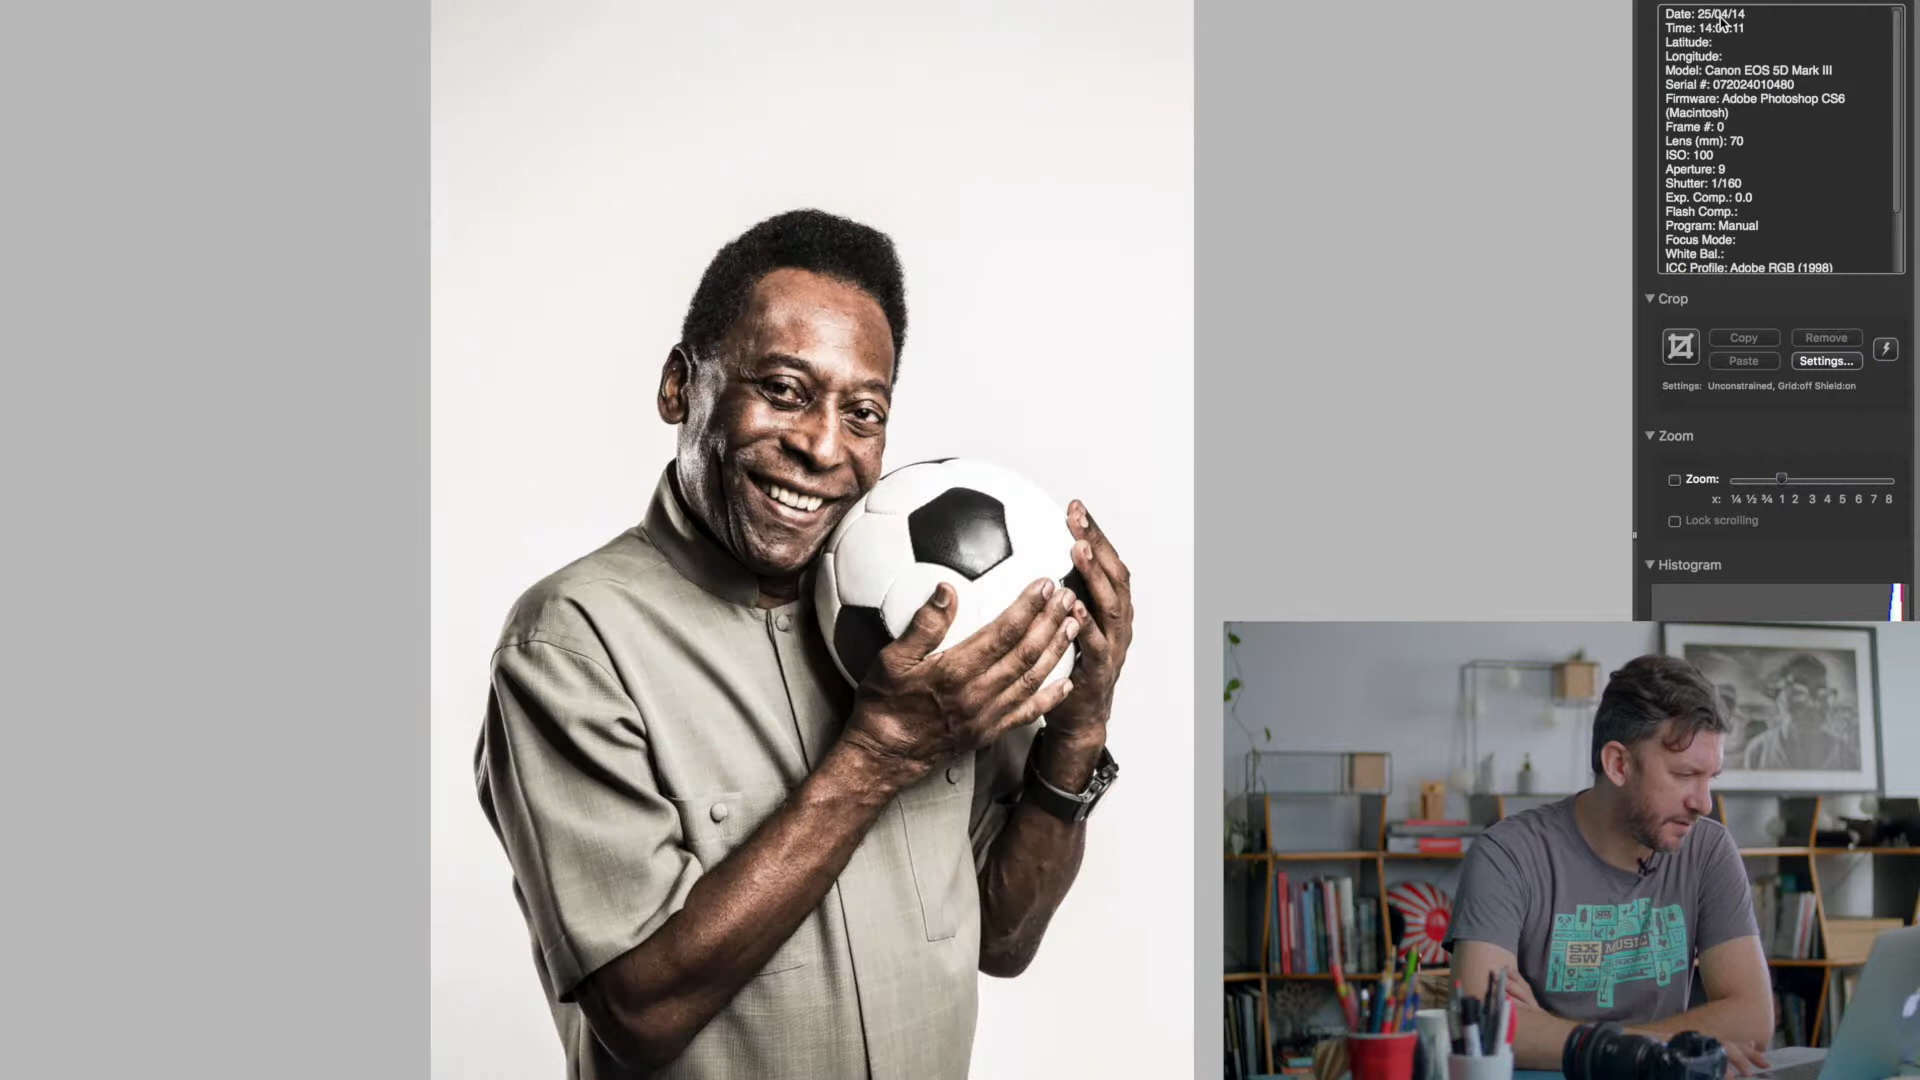 Date: 25/04/14
Latitude:
Longitude:
Model: Canon EOS 5D Mark III
Serial #: 072024010480
Firmware: Adobe Photoshop CS6
(Macintosh)
Frame #: 0
Lens (mm): 70
ISO: 100
Aperture: 9
Shutter: 1/160
Exp. Comp.: 0.0
Flash Comp.:
Program: Manual
Focus Mode:
White Bal.:
ICC Profile: Adobe RGB (1998)
Crop
Copy
Remove
Paste
Settings...
Settings: Unconstrained, Grid:off Shield:on
Zoom
Zoom:
x: ¼ ½ ¾ 1 2 3 4 5 6 7 8
Lock scrolling
Histogram
SX
SW
MUSIC